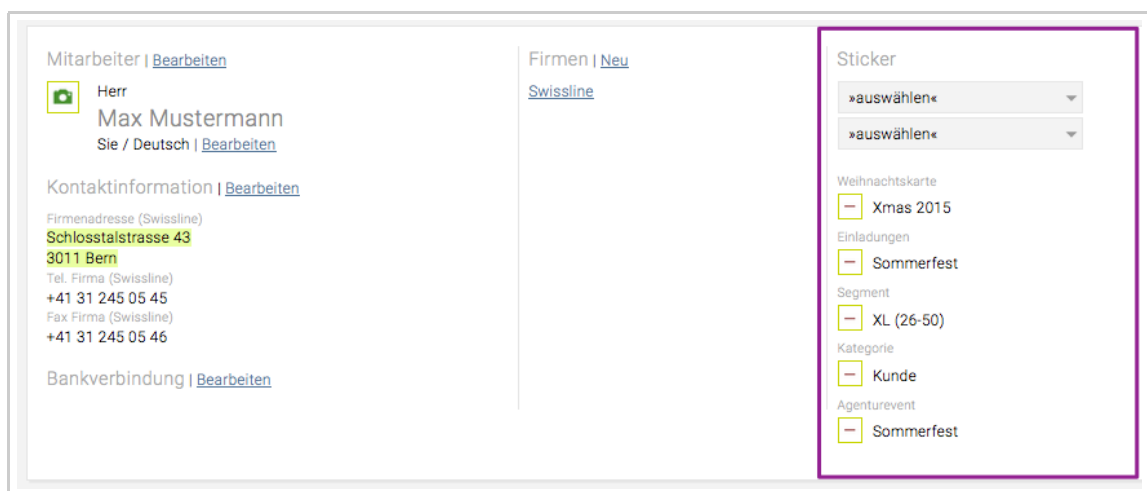 Mitarbeiter | Bearbeiten
Herr
Max Mustermann
Sie / Deutsch | Bearbeiten
Kontaktinformation | Bearbeiten
Firmenadresse (Swissline)
Schlosstalstrasse 43
3011 Bern
Tel. Firma (Swissline)
+41 31 245 05 45
Fax Firma (Swissline)
+41 31 245 05 46
Bankverbindung | Bearbeiten
Firmen | Neu
Swissline
Sticker
»auswählen«
»auswählen«
Weihnachtskarte
Xmas 2015
Einladungen
Sommerfest
Segment
XL (26-50)
Kategorie
Kunde
Agenturevent
Sommerfest